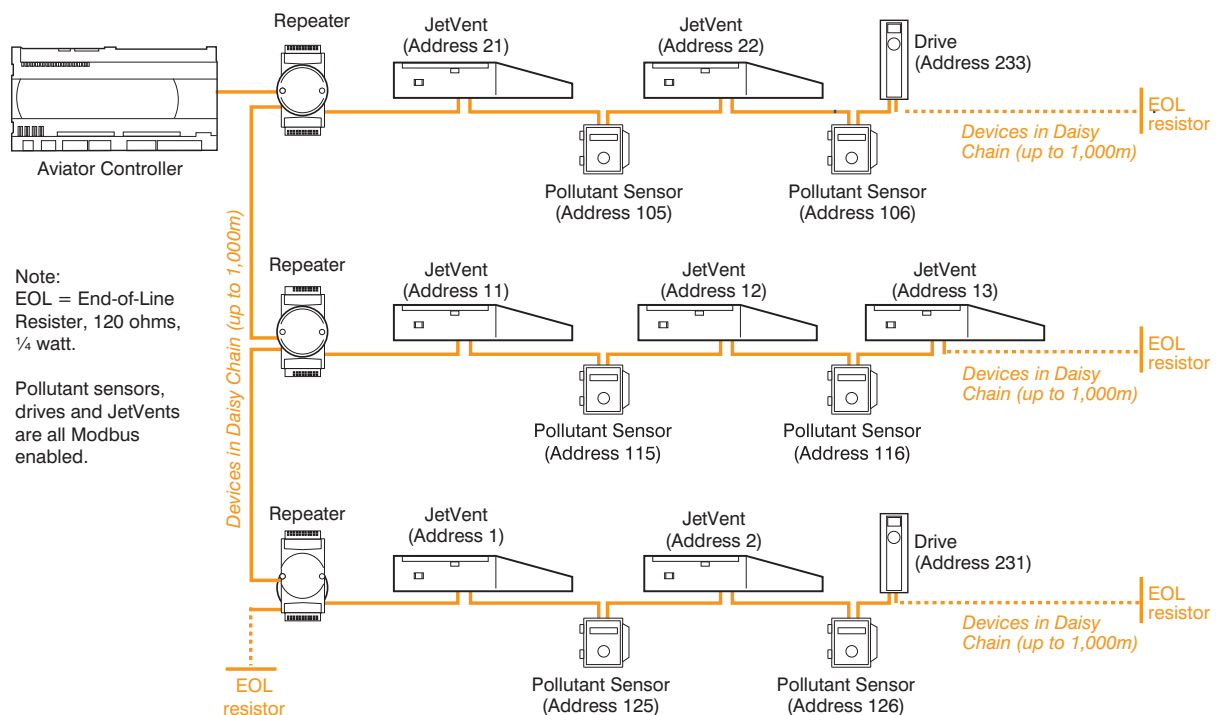 Repeater
JetVent
(Address 21)
JetVent
(Address 22)
Drive
(Address 233)
EOL
resistor
Aviator Controller
Devices in Daisy
Chain (up to 1,000m)
Pollutant Sensor
(Address 105)
Pollutant Sensor
(Address 106)
Devices in Daisy Chain (up to 1,000m)
Note:
EOL = End-of-Line
Resister, 120 ohms,
¼ watt.
Pollutant sensors,
drives and JetVents
are all Modbus
enabled.
Repeater
JetVent
(Address 11)
JetVent
(Address 12)
JetVent
(Address 13)
EOL
resistor
Devices in Daisy
Chain (up to 1,000m)
Pollutant Sensor
(Address 115)
Pollutant Sensor
(Address 116)
Repeater
JetVent
(Address 1)
JetVent
(Address 2)
Drive
(Address 231)
EOL
resistor
Devices in Daisy
Chain (up to 1,000m)
Pollutant Sensor
(Address 125)
Pollutant Sensor
(Address 126)
EOL
resistor